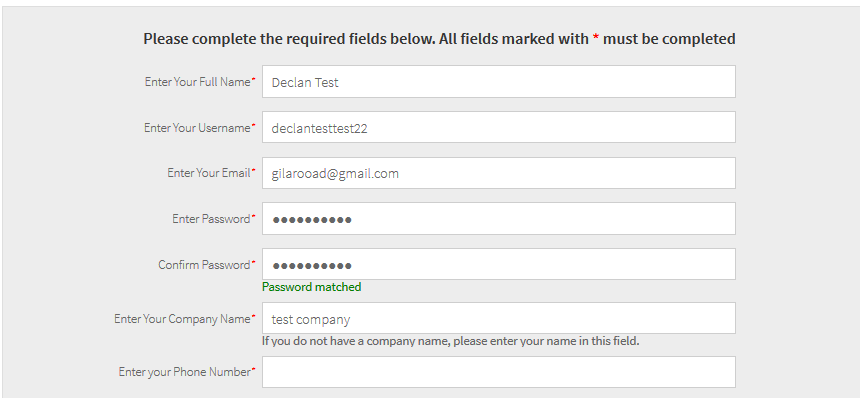 Please complete the required fields below. All fields marked with * must be completed
Enter Your Full Name* Declan Test
Enter Your Username* declantesttest22
Enter Your Email* gilarooad@gmail.com
Enter Password* ●●●●●●●●●●
Confirm Password* ●●●●●●●●●●
Password matched
Enter Your Company Name* test company
If you do not have a company name, please enter your name in this field.
Enter your Phone Number*